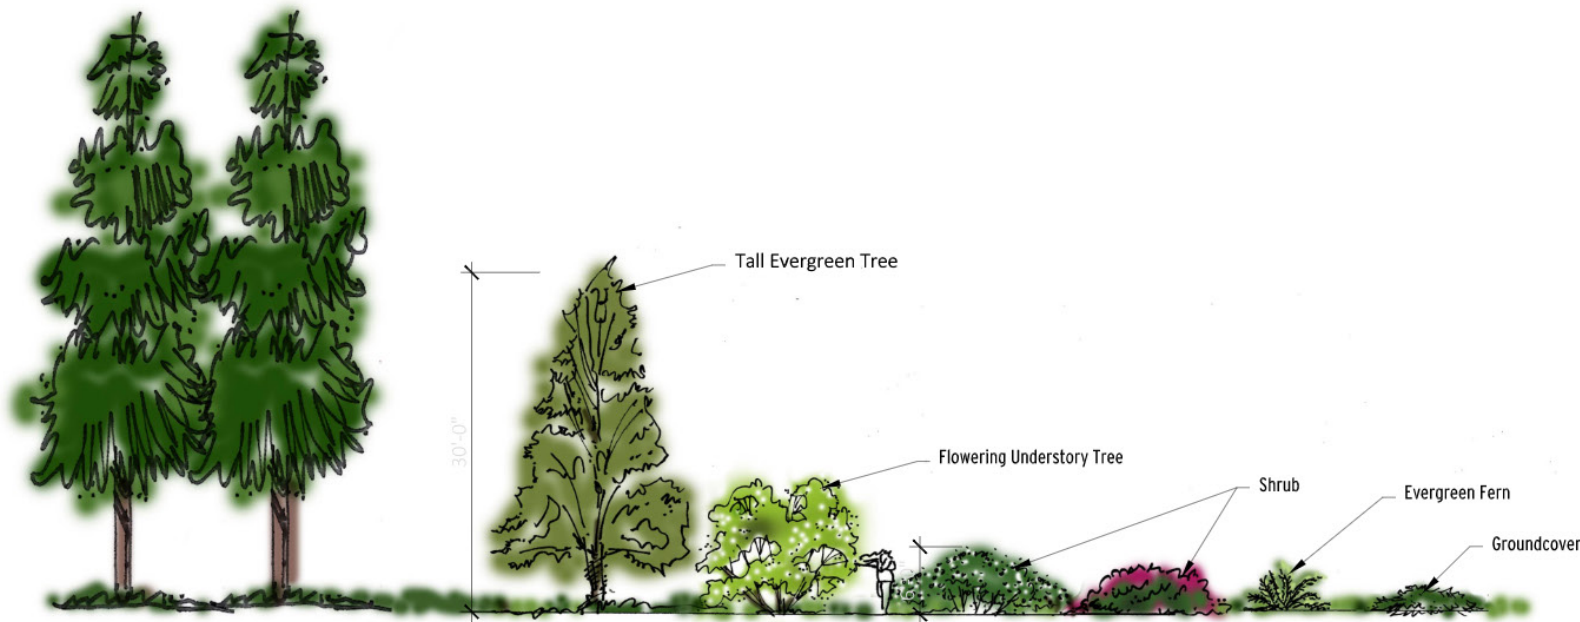 Tall Evergreen Tree
30'-0"
Flowering Understory Tree
Shrub
Evergreen Fern
Groundcover